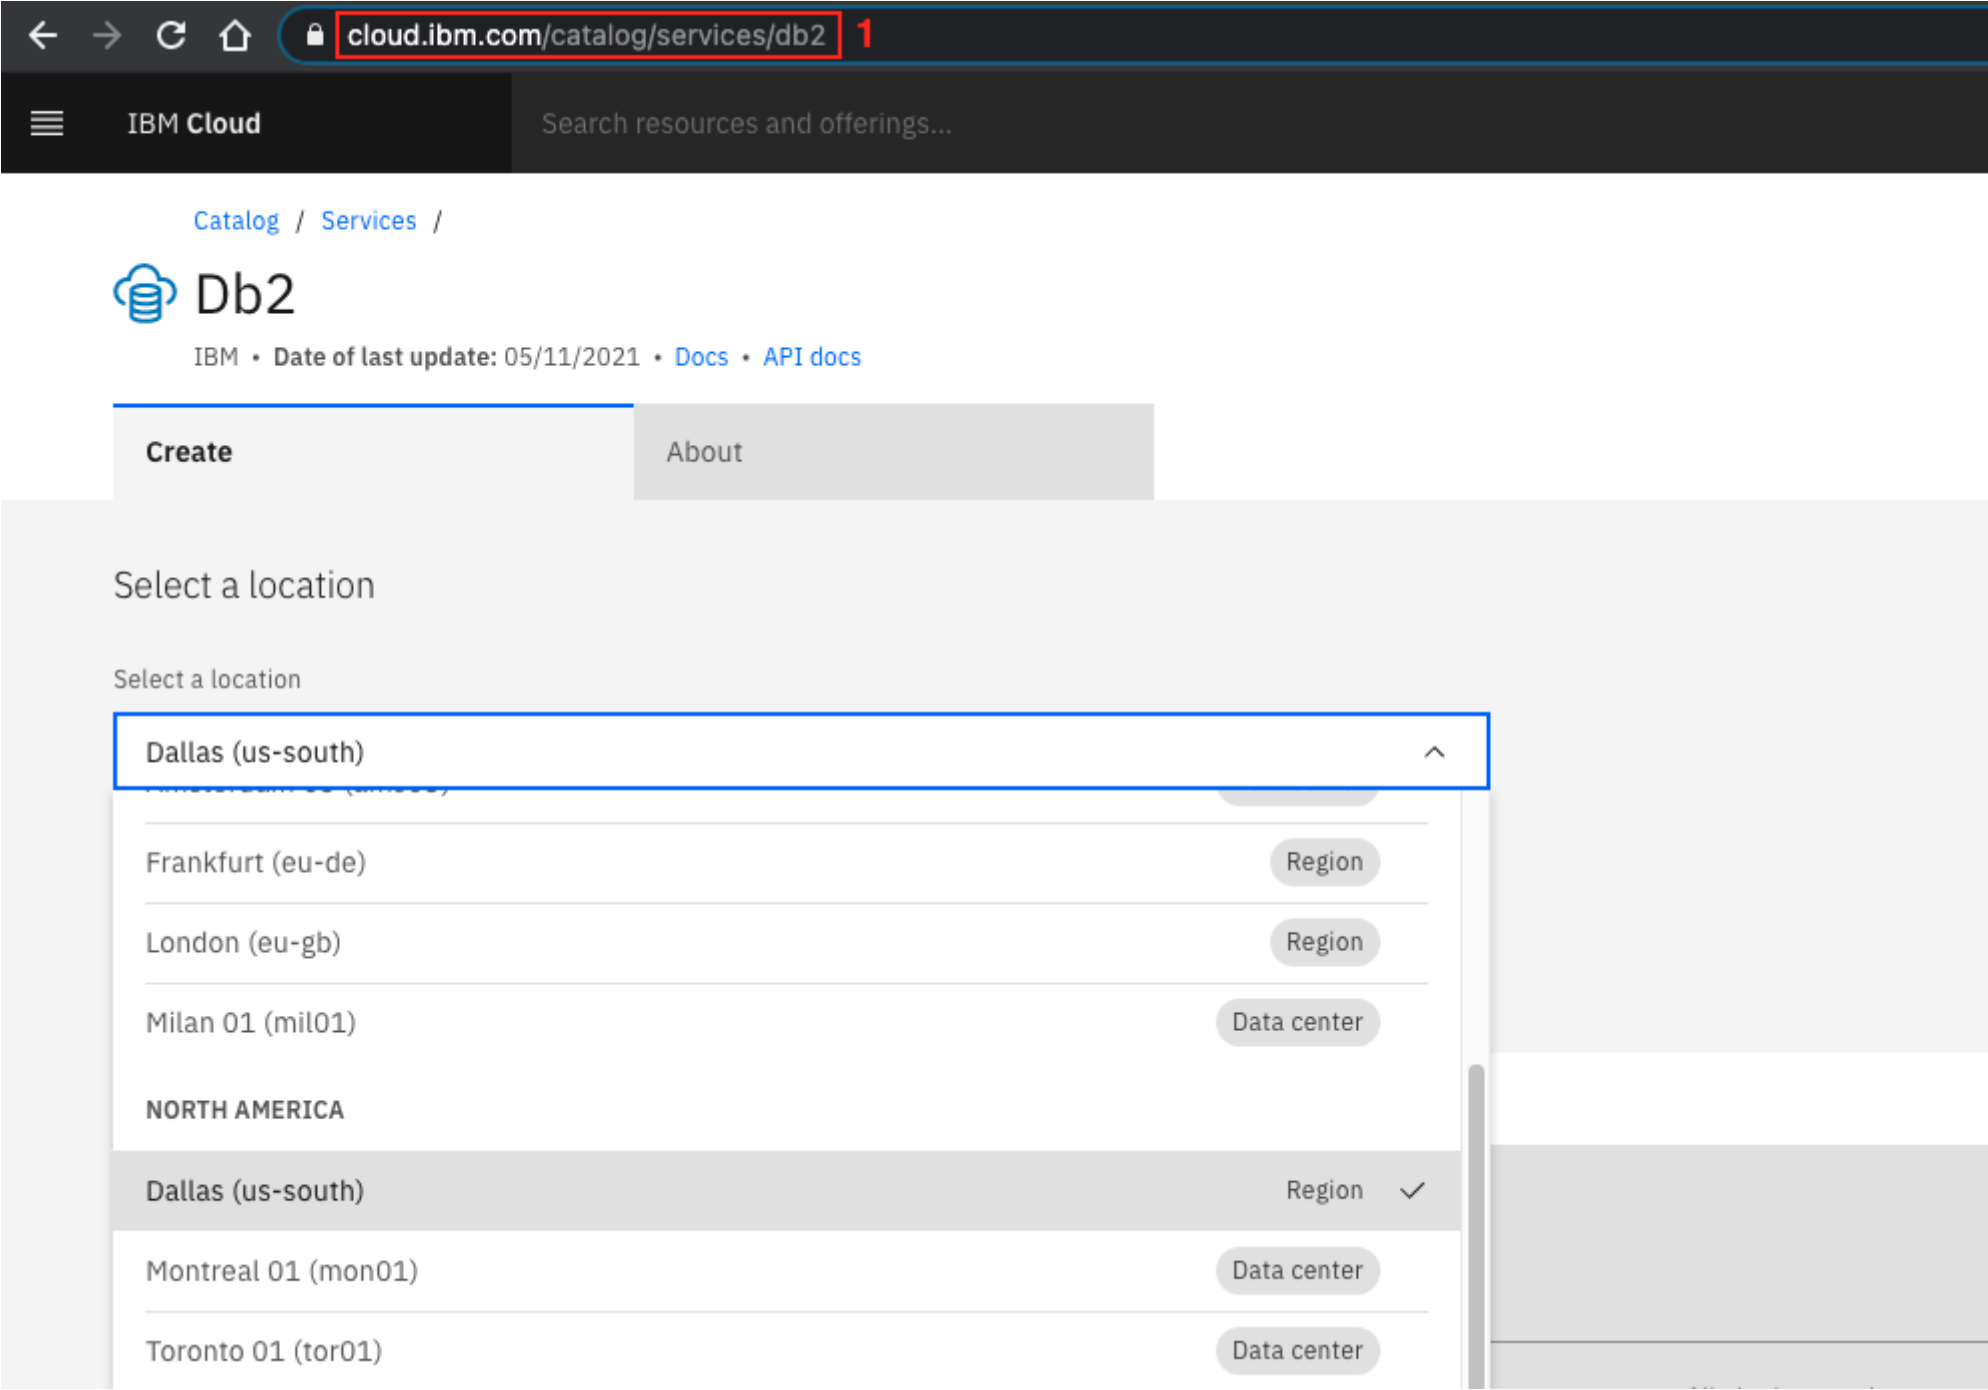 cloud.ibm.com/catalog/services/db2 1
IBM Cloud Search resources and offerings...
Catalog / Services /
Db2
IBM • Date of last update: 05/11/2021 • Docs • API docs
Create About
Select a location
Select a location
Dallas (us-south)
Frankfurt (eu-de) Region
London (eu-gb) Region
Milan 01 (mil01) Data center
NORTH AMERICA
Dallas (us-south) Region
Montreal 01 (mon01) Data center
Toronto 01 (tor01) Data center